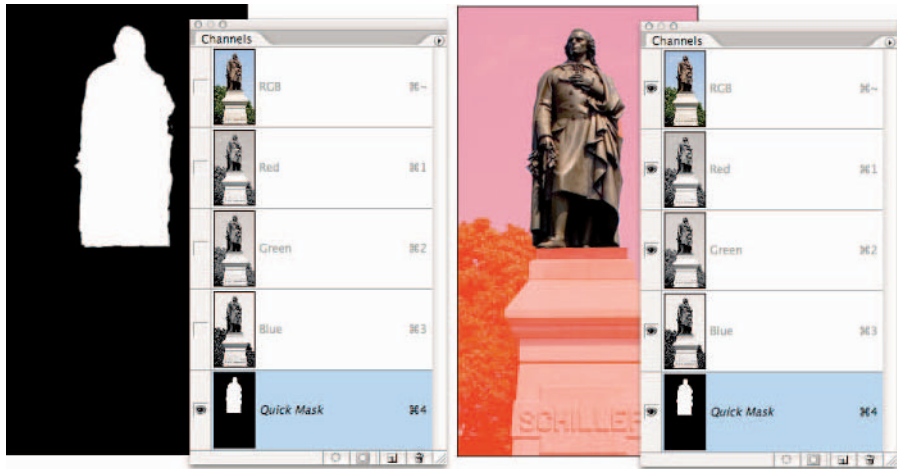 Channels
RGB ⌘~
Red ⌘1
Green ⌘2
Blue ⌘3
Quick Mask ⌘4
SCHILLER
Channels
RGB ⌘~
Red ⌘1
Green ⌘2
Blue ⌘3
Quick Mask ⌘4